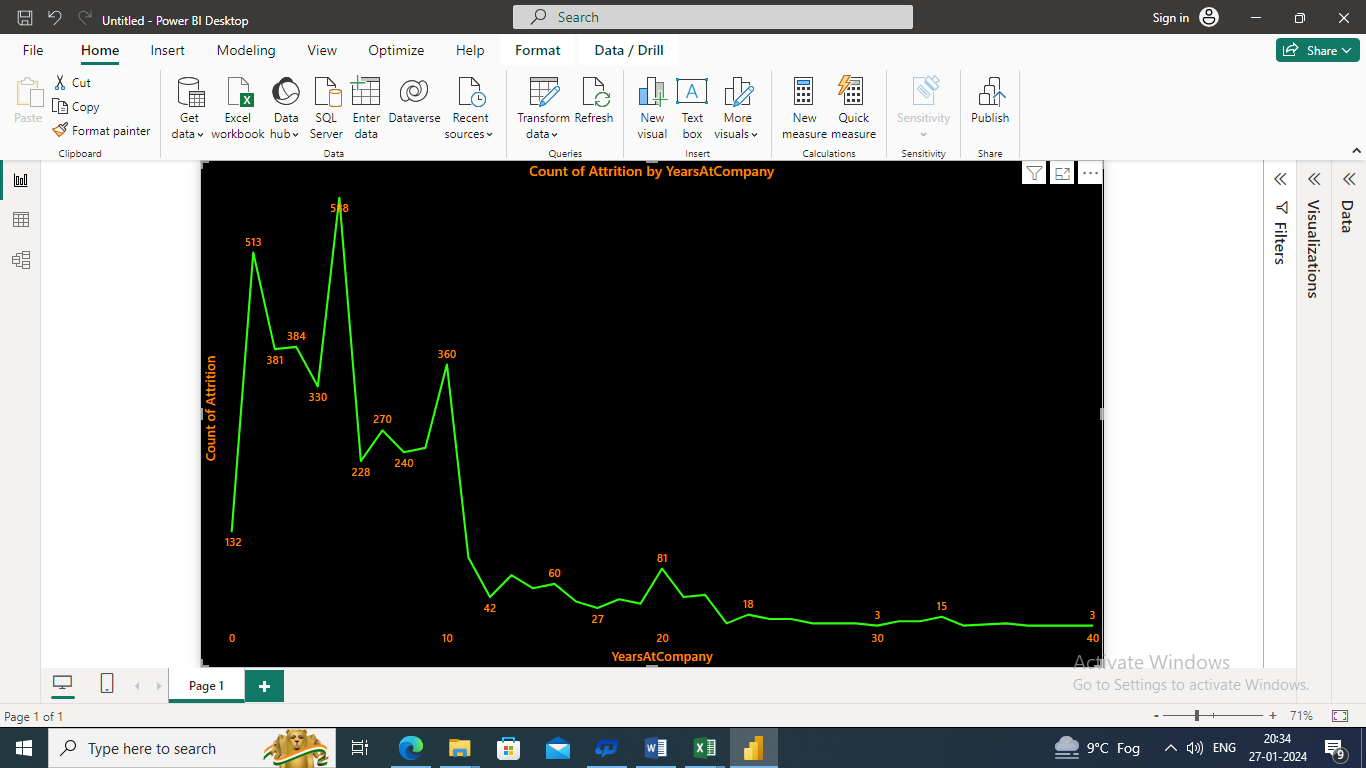 Untitled - Power BI Desktop
Search
Sign in
File Home Insert Modeling View Optimize Help Format Data / Drill
Share
Paste
Cut
Copy
Format painter
Clipboard
Get data
Excel workbook
Data hub
SQL Server
Enter data
Dataverse
Recent sources
Data
Transform data
Refresh
Queries
New visual
Text box
More visuals
Insert
New measure
Quick measure
Calculations
Sensitivity
Sensitivity
Publish
Share
Count of Attrition by YearsAtCompany
Count of Attrition
132
513
381
384
330
588
228
270
240
360
42
60
27
81
18
3
15
3
0 10 20 30 40
YearsAtCompany
Filters
Visualizations
Data
Activate Windows
Go to Settings to activate Windows.
Page 1
Page 1 of 1
- + 71%
Type here to search
9°C Fog
ENG
20:34
27-01-2024
9